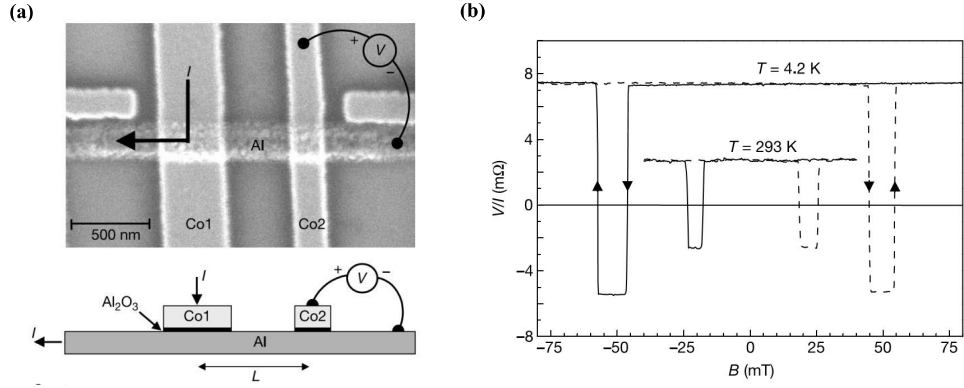 (a)
I
+
V
−
Al
Co1
Co2
500 nm
Al₂O₃
I
Co1
+
V
−
Co2
I
Al
L
(b)
8
4
0
−4
−8
V/I (mΩ)
T = 4.2 K
T = 293 K
−75
−50
−25
0
25
50
75
B (mT)